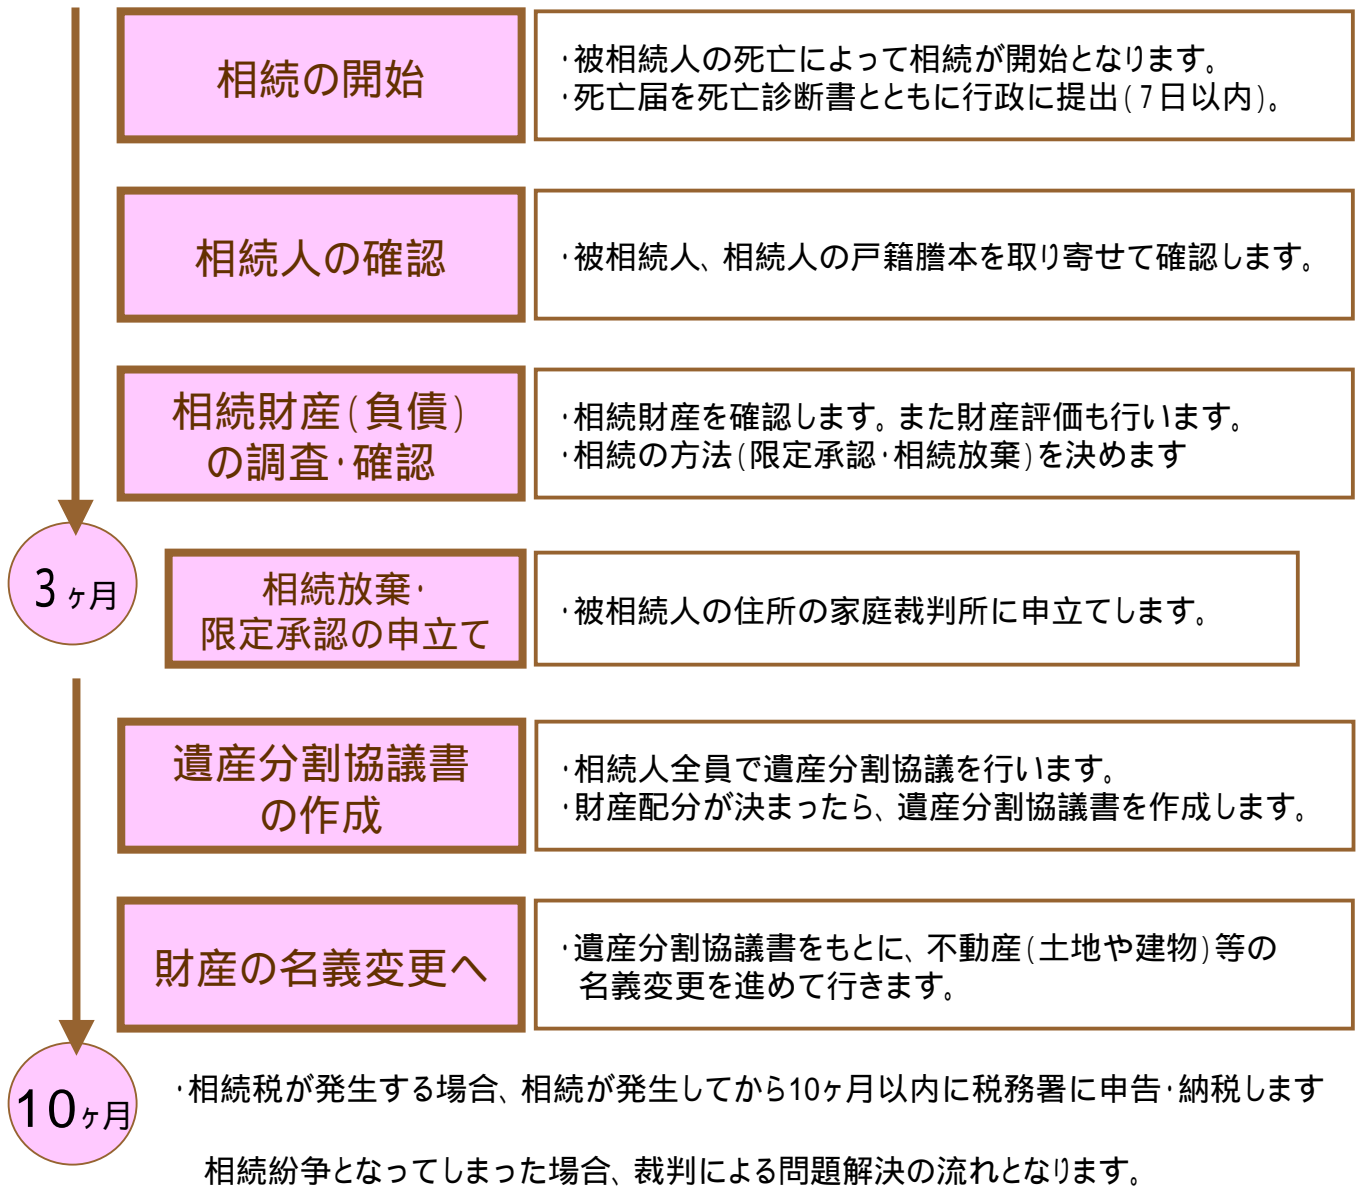 相続の開始
・被相続人の死亡によって相続が開始となります。
・死亡届を死亡診断書とともに行政に提出(7日以内)。
相続人の確認
・被相続人、相続人の戸籍謄本を取り寄せて確認します。
相続財産(負債)
の調査・確認
・相続財産を確認します。また財産評価も行います。
・相続の方法(限定承認・相続放棄)を決めます
3ヶ月
相続放棄・
限定承認の申立て
・被相続人の住所の家庭裁判所に申立てします。
遺産分割協議書
の作成
・相続人全員で遺産分割協議を行います。
・財産配分が決まったら、遺産分割協議書を作成します。
財産の名義変更へ
・遺産分割協議書をもとに、不動産(土地や建物)等の
名義変更を進めて行きます。
10ヶ月
・相続税が発生する場合、相続が発生してから10ヶ月以内に税務署に申告・納税します
相続紛争となってしまった場合、裁判による問題解決の流れとなります。